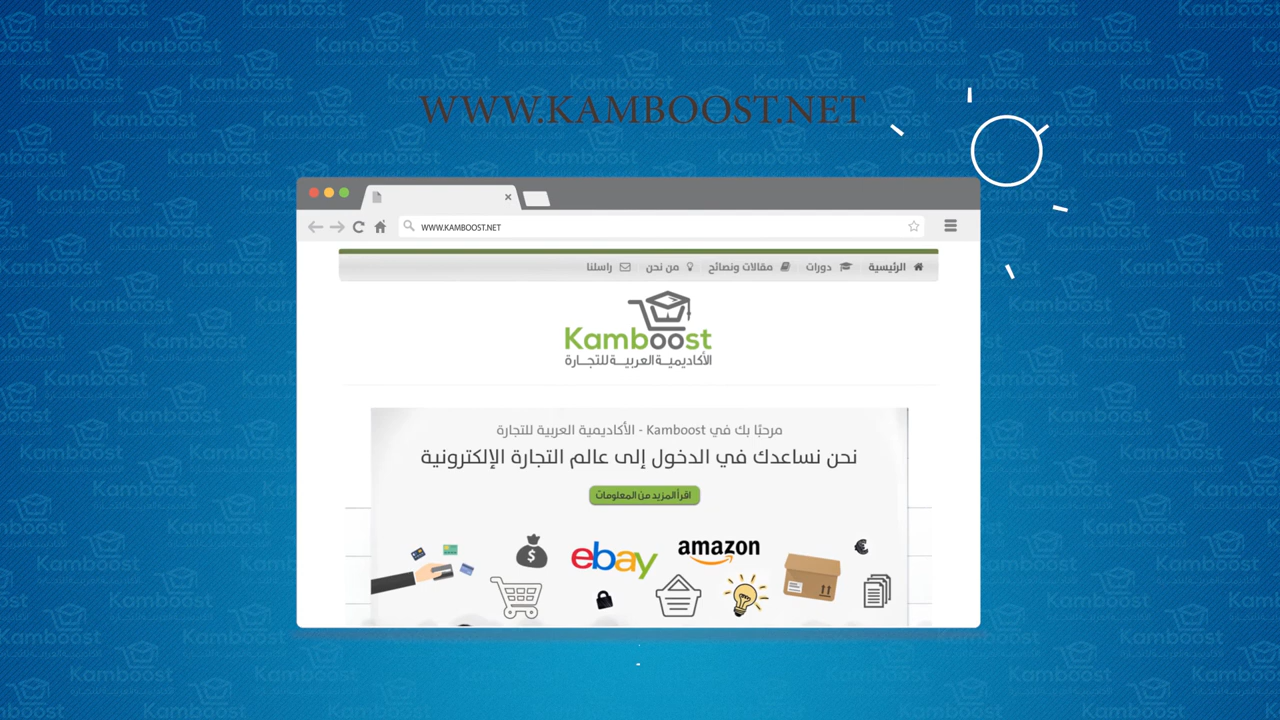 WWW.KAMBOOST.NET
WWW.KAMBOOST.NET
الرئيسية دورات مقالات ونصائح من نحن راسلنا
Kamboost
الأكاديمية العربية للتجارة
مرحبًا بك في Kamboost - الأكاديمية العربية للتجارة
نحن نساعدك في الدخول إلى عالم التجارة الإلكترونية
اقرأ المزيد من المعلومات
ebay amazon